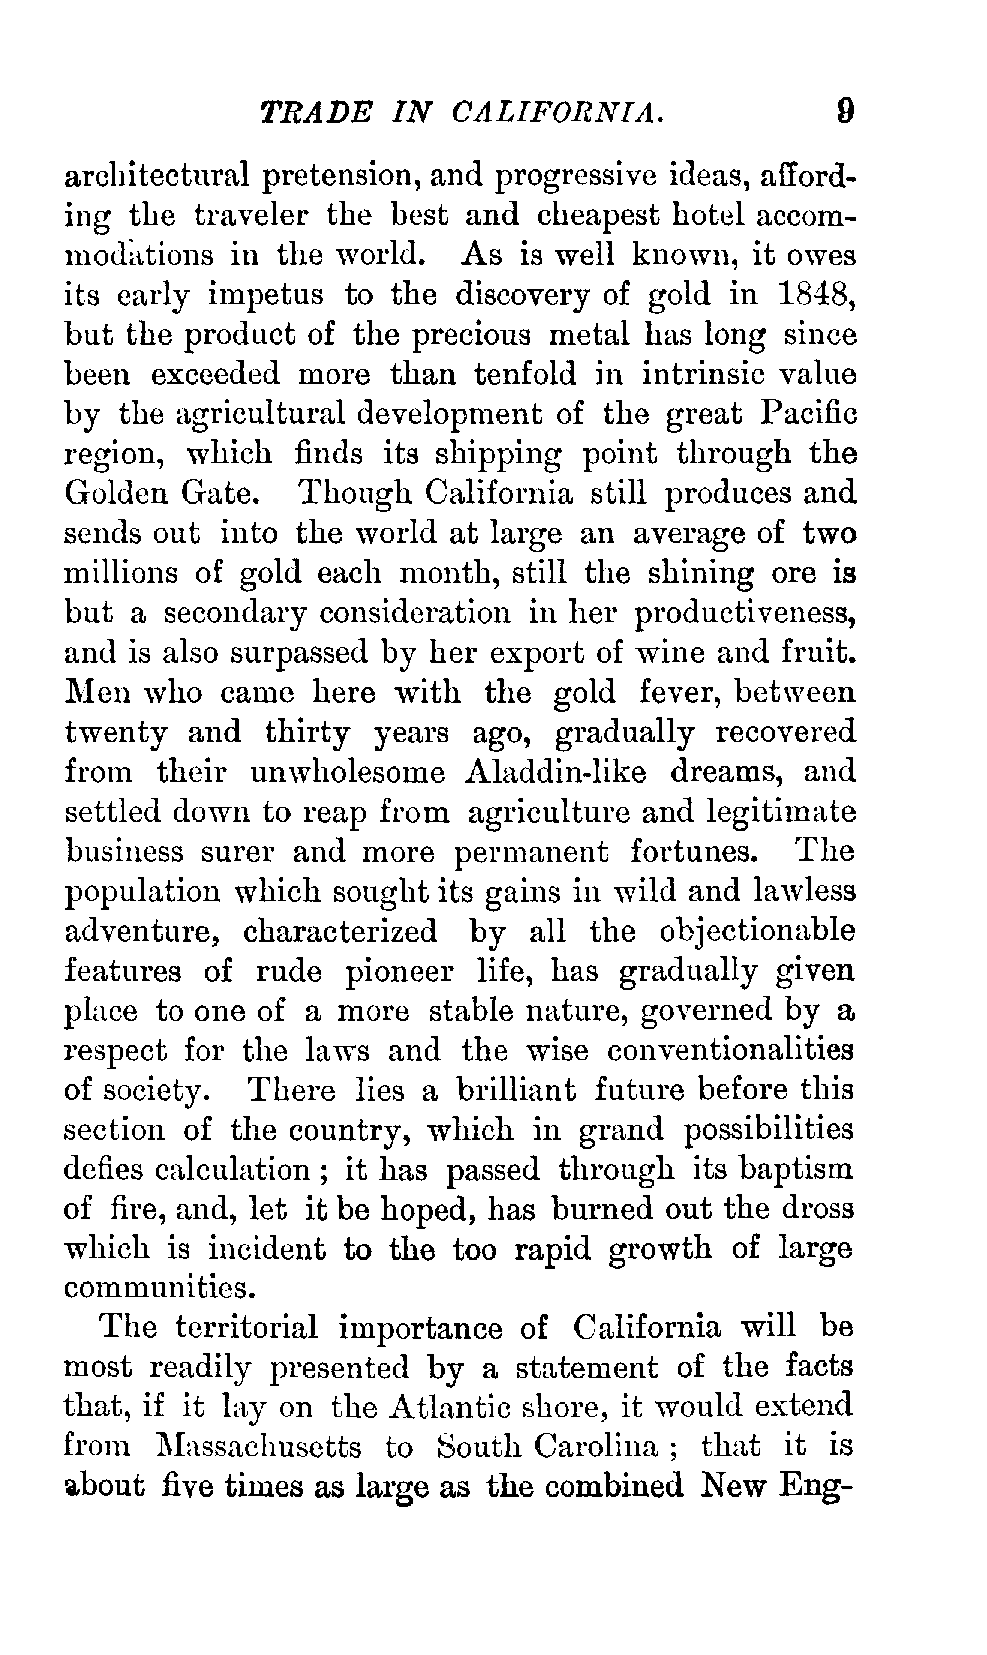 TRADE IN CALIFORNIA. 9
architectural pretension, and progressive ideas, afford-
ing the traveler the best and cheapest hotel accom-
modations in the world. As is well known, it owes
its early impetus to the discovery of gold in 1848,
but the product of the precious metal has long since
been exceeded more than tenfold in intrinsic value
by the agricultural development of the great Pacific
region, which finds its shipping point through the
Golden Gate. Though California still produces and
sends out into the world at large an average of two
millions of gold each month, still the shining ore is
but a secondary consideration in her productiveness,
and is also surpassed by her export of wine and fruit.
Men who came here with the gold fever, between
twenty and thirty years ago, gradually recovered
from their unwholesome Aladdin-like dreams, and
settled down to reap from agriculture and legitimate
business surer and more permanent fortunes. The
population which sought its gains in wild and lawless
adventure, characterized by all the objectionable
features of rude pioneer life, has gradually given
place to one of a more stable nature, governed by a
respect for the laws and the wise conventionalities
of society. There lies a brilliant future before this
section of the country, which in grand possibilities
defies calculation ; it has passed through its baptism
of fire, and, let it be hoped, has burned out the dross
which is incident to the too rapid growth of large
communities.
The territorial importance of California will be
most readily presented by a statement of the facts
that, if it lay on the Atlantic shore, it would extend
from Massachusetts to South Carolina ; that it is
about five times as large as the combined New Eng-